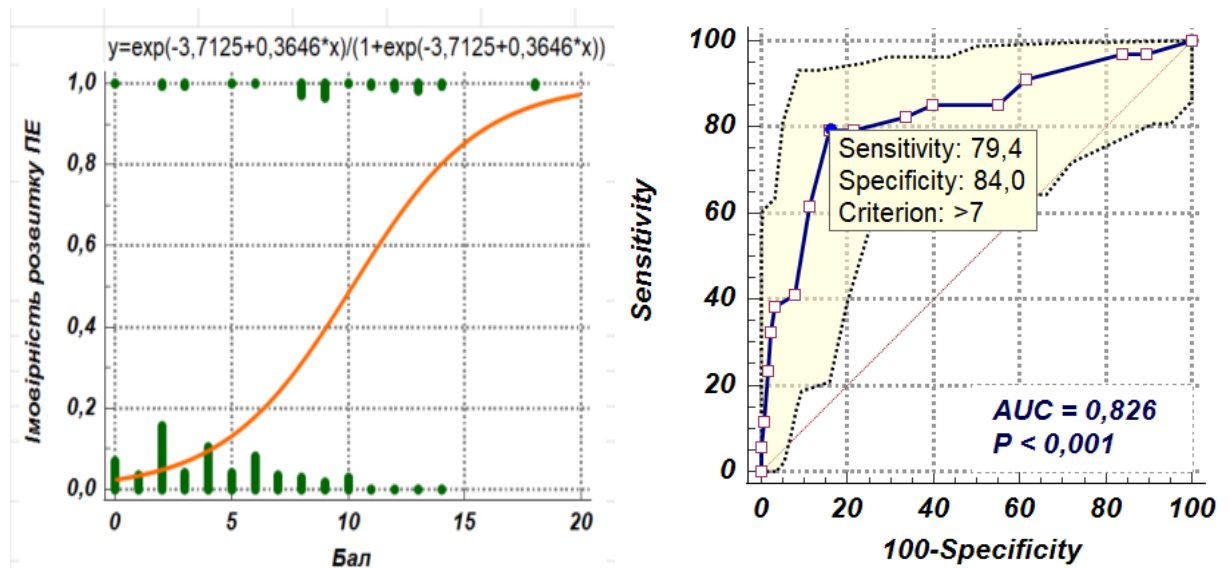 y=exp(-3,7125+0,3646*x)/(1+exp(-3,7125+0,3646*x))
Імовірність розвитку ПЕ
1,0
0,8
0,6
0,4
0,2
0,0
0
5
10
15
20
Бал
Sensitivity
100
80
60
40
20
0
Sensitivity: 79,4
Specificity: 84,0
Criterion: >7
AUC = 0,826
P < 0,001
0
20
40
60
80
100
100-Specificity